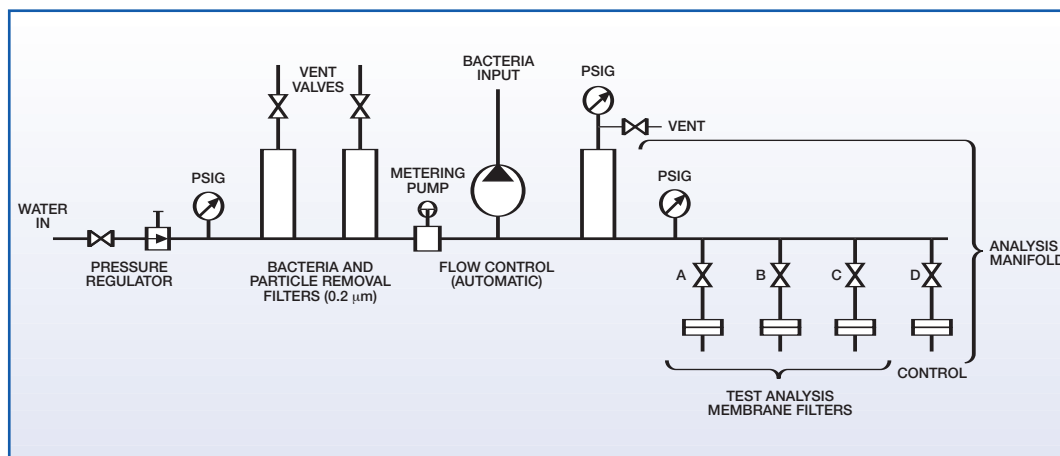 BACTERIA
INPUT
VENT
VALVES
PSIG
VENT
METERING
PUMP
PSIG
PSIG
WATER
IN
PRESSURE
REGULATOR
BACTERIA AND
PARTICLE REMOVAL
FILTERS (0.2 μm)
FLOW CONTROL
(AUTOMATIC)
ANALYSIS
MANIFOLD
A
B
C
D
CONTROL
TEST ANALYSIS
MEMBRANE FILTERS